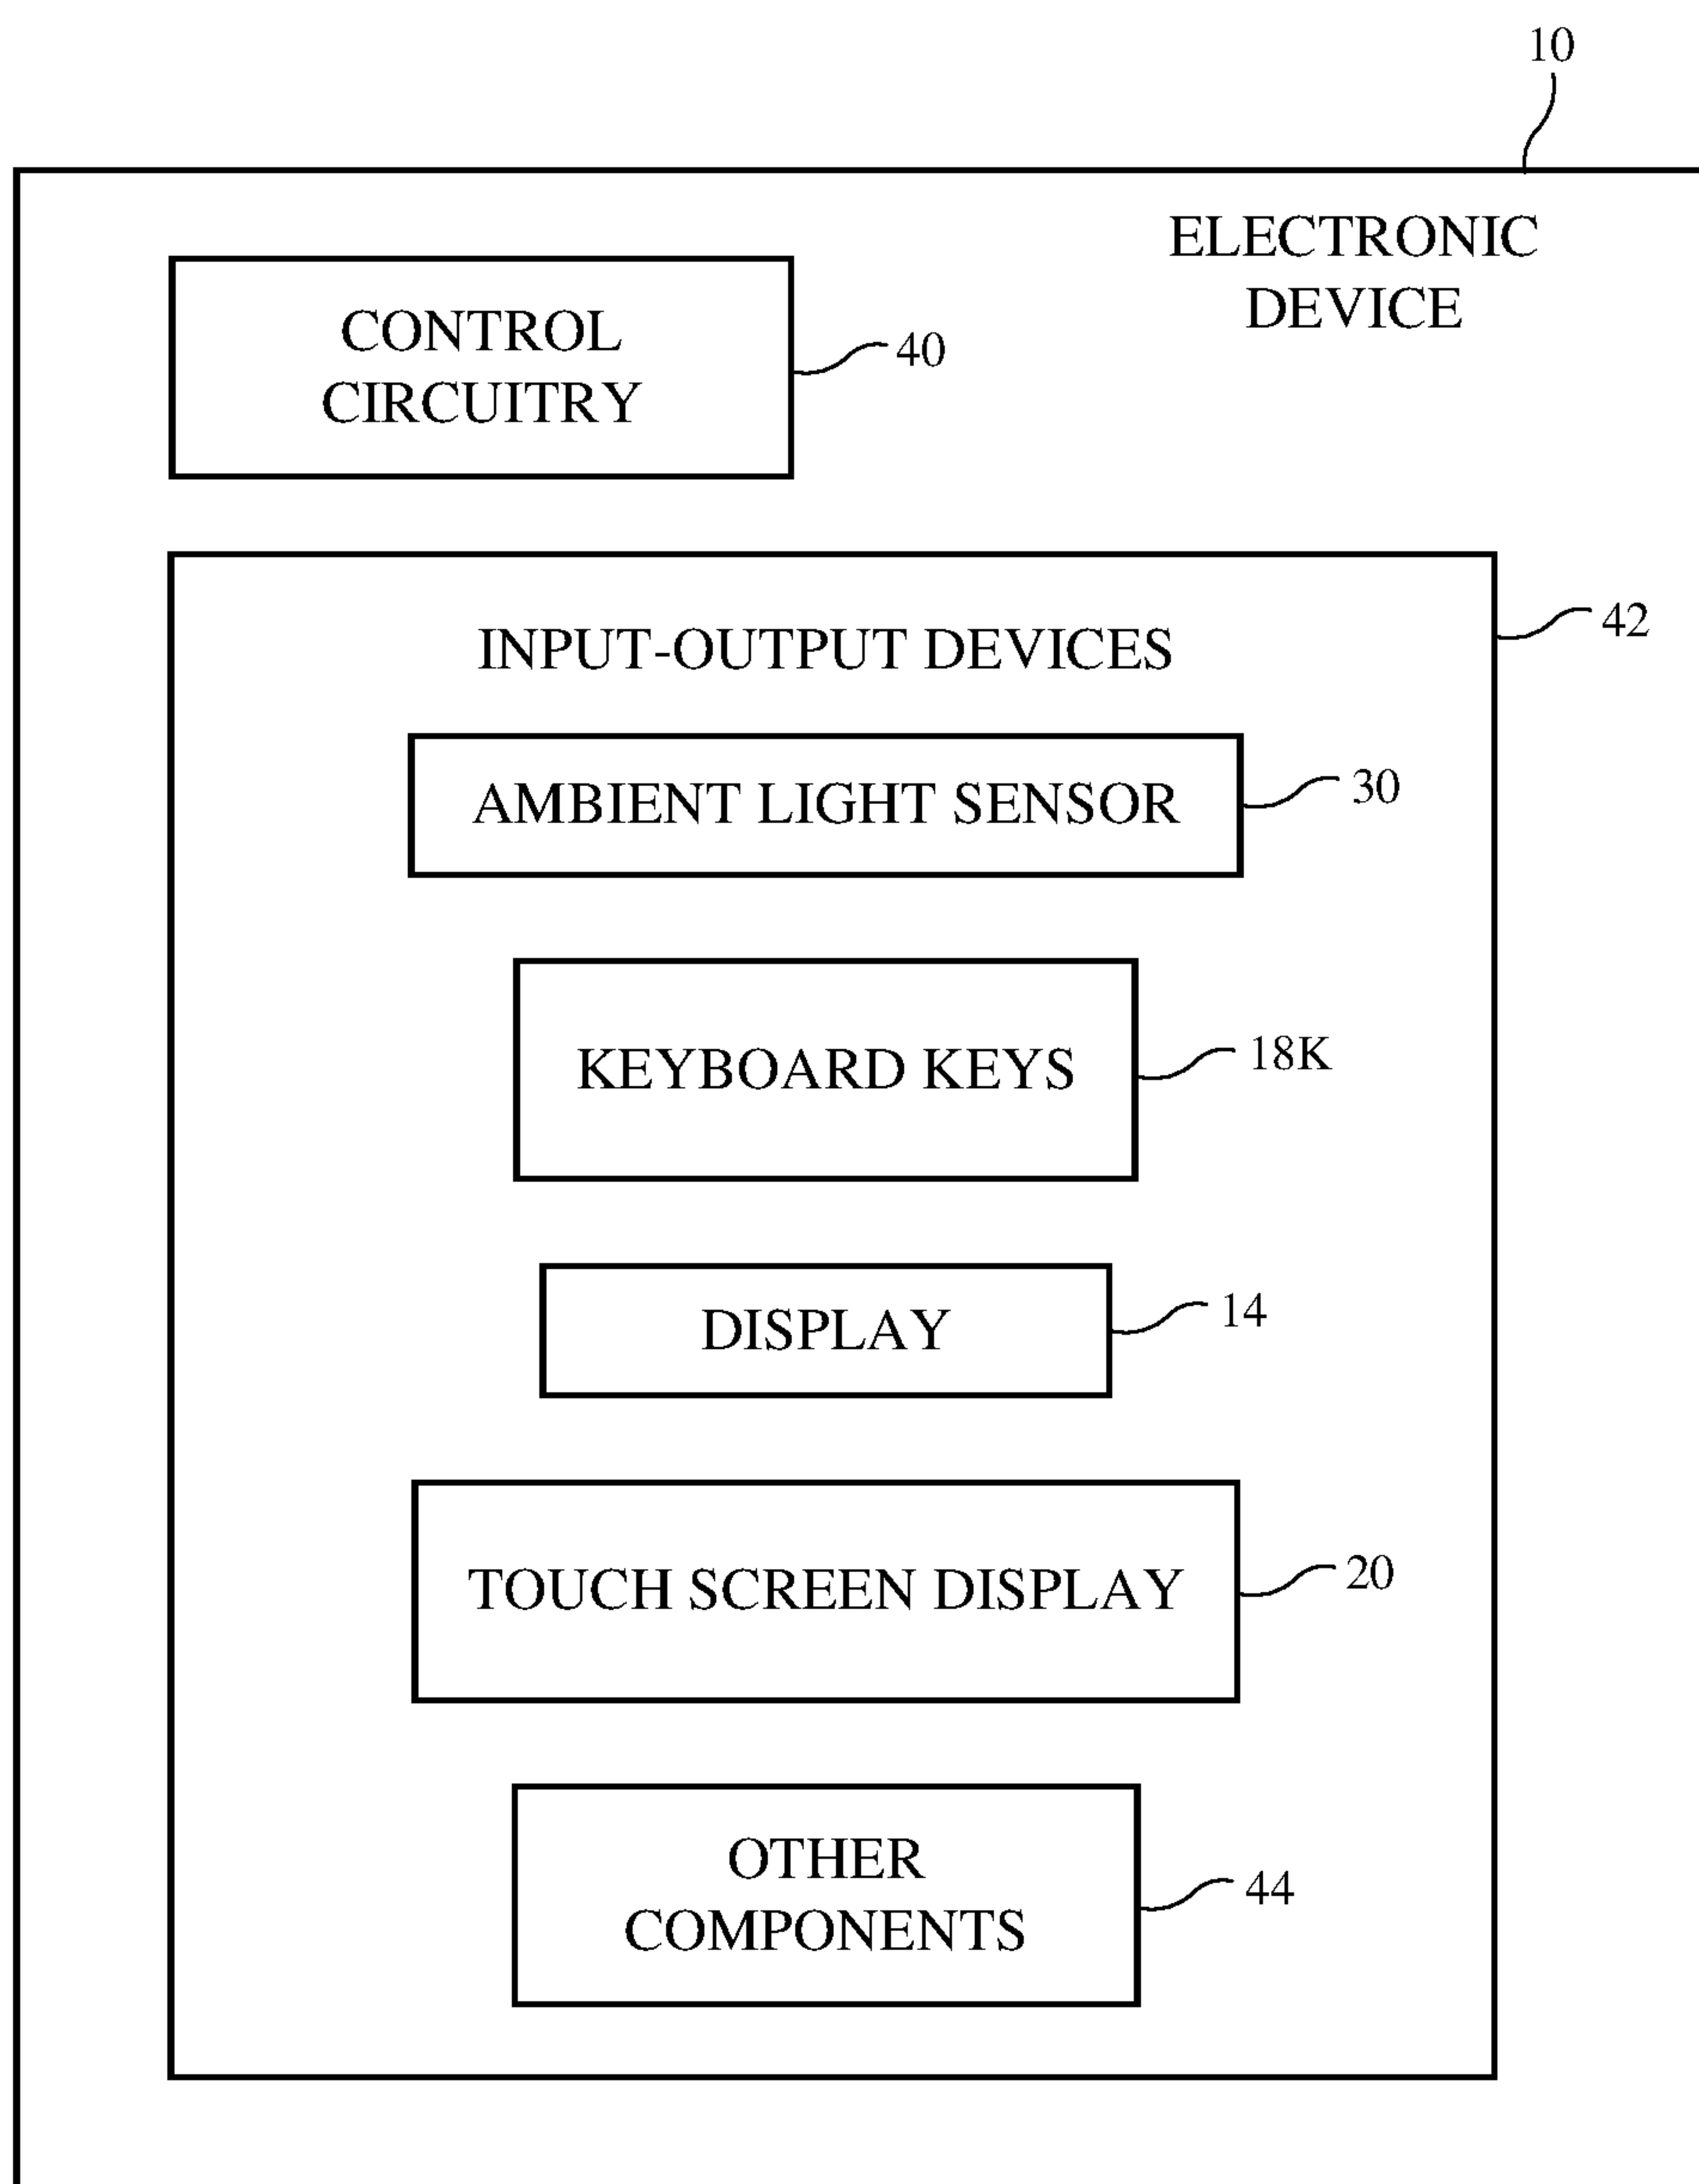 10
ELECTRONIC
DEVICE
CONTROL
CIRCUITRY
40
INPUT-OUTPUT DEVICES
42
AMBIENT LIGHT SENSOR
30
KEYBOARD KEYS
18K
DISPLAY
14
TOUCH SCREEN DISPLAY
20
OTHER
COMPONENTS
44